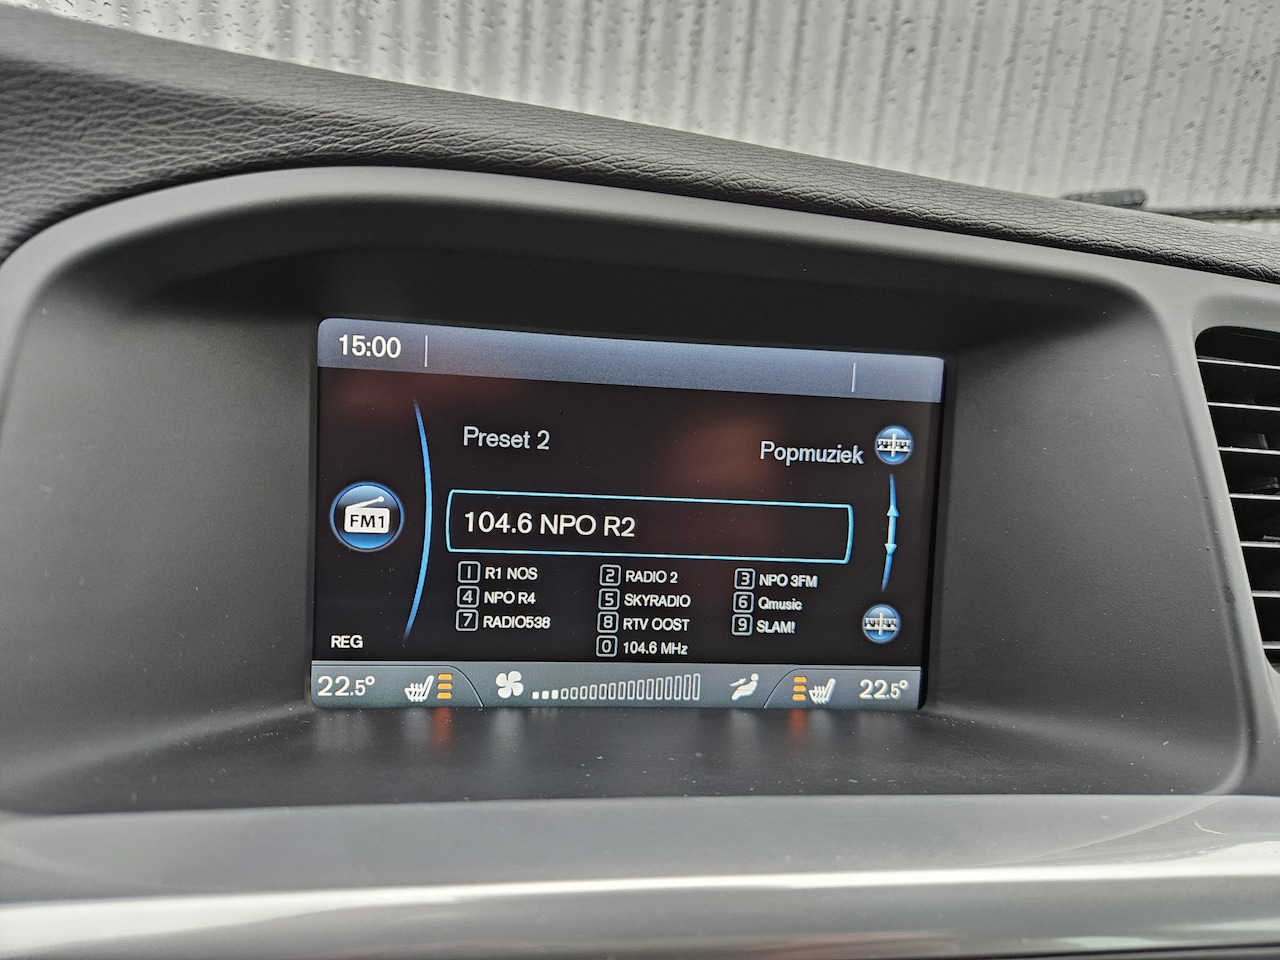 15:00
Preset 2
Popmuziek
FM1
104.6 NPO R2
1 R1 NOS 2 RADIO 2 3 NPO 3FM
4 NPO R4 5 SKYRADIO 6 Qmusic
7 RADIO538 8 RTV OOST 9 SLAM!
0 104.6 MHz
REG
22.5° 22.5°